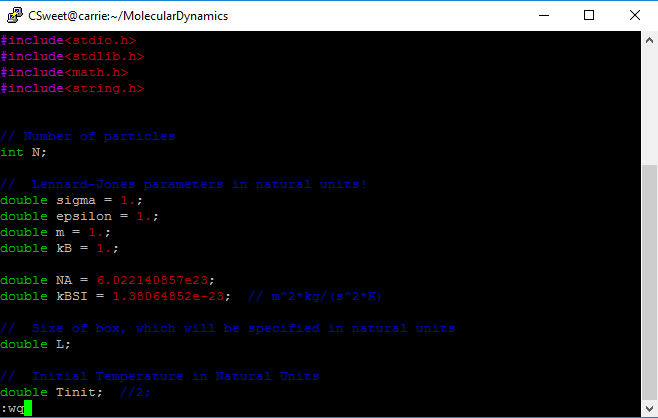 CSweet@carrie:~/MolecularDynamics
#include<stdio.h>
#include<stdlib.h>
#include<math.h>
#include<string.h>
// Number of particles
int N;
//  Lennard-Jones parameters in natural units!
double sigma = 1.;
double epsilon = 1.;
double m = 1.;
double kB = 1.;
double NA = 6.022140857e23;
double kBSI = 1.38064852e-23;  // m^2*kg/(s^2*K)
//  Size of box, which will be specified in natural units
double L;
//  Initial Temperature in Natural Units
double Tinit;  //2;
:wq